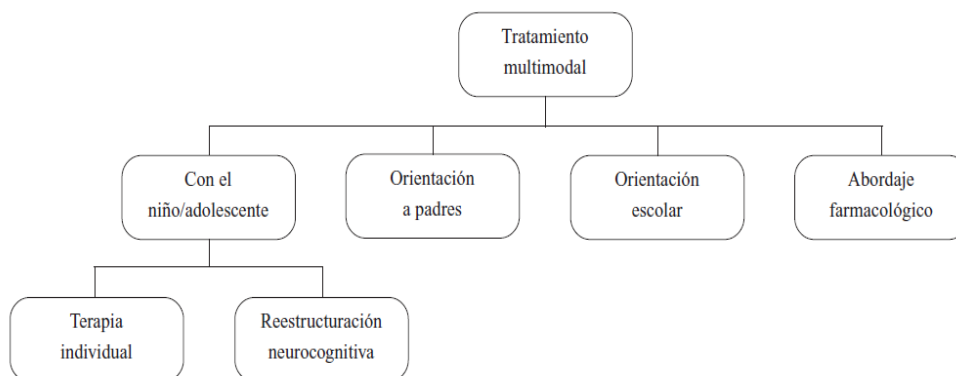 Tratamiento
multimodal
Con el
niño/adolescente
Orientación
a padres
Orientación
escolar
Abordaje
farmacológico
Terapia
individual
Reestructuración
neurocognitiva